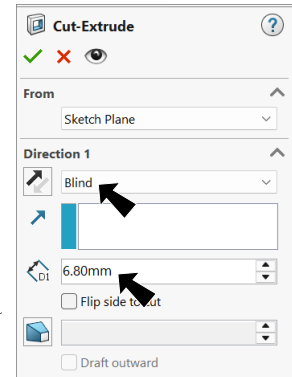 Cut-Extrude
?
From
Sketch Plane
Direction 1
Blind
D1
6.80mm
Flip side to cut
Draft outward